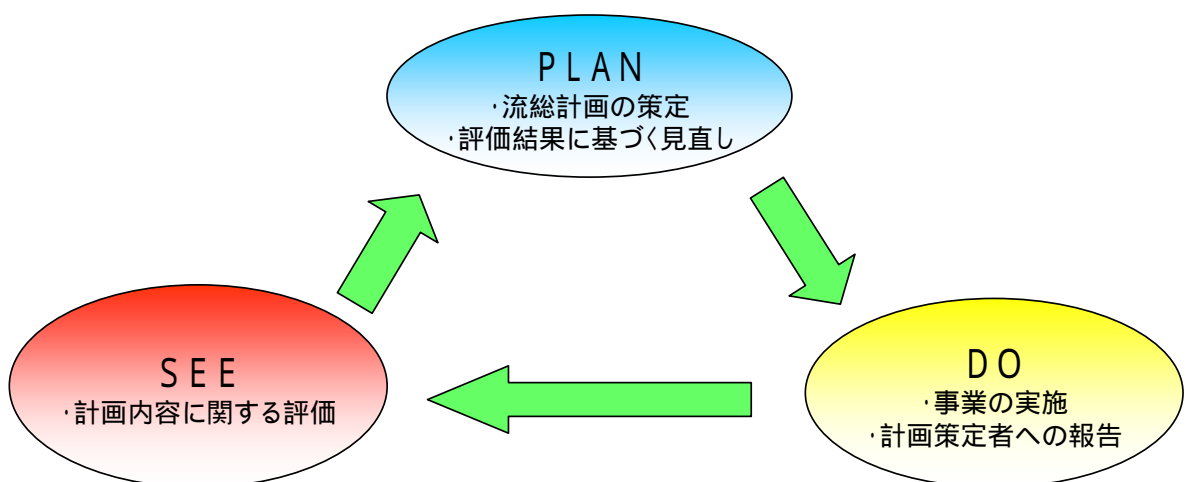 PLAN
・流総計画の策定
・評価結果に基づく見直し
SEE
・計画内容に関する評価
DO
・事業の実施
・計画策定者への報告